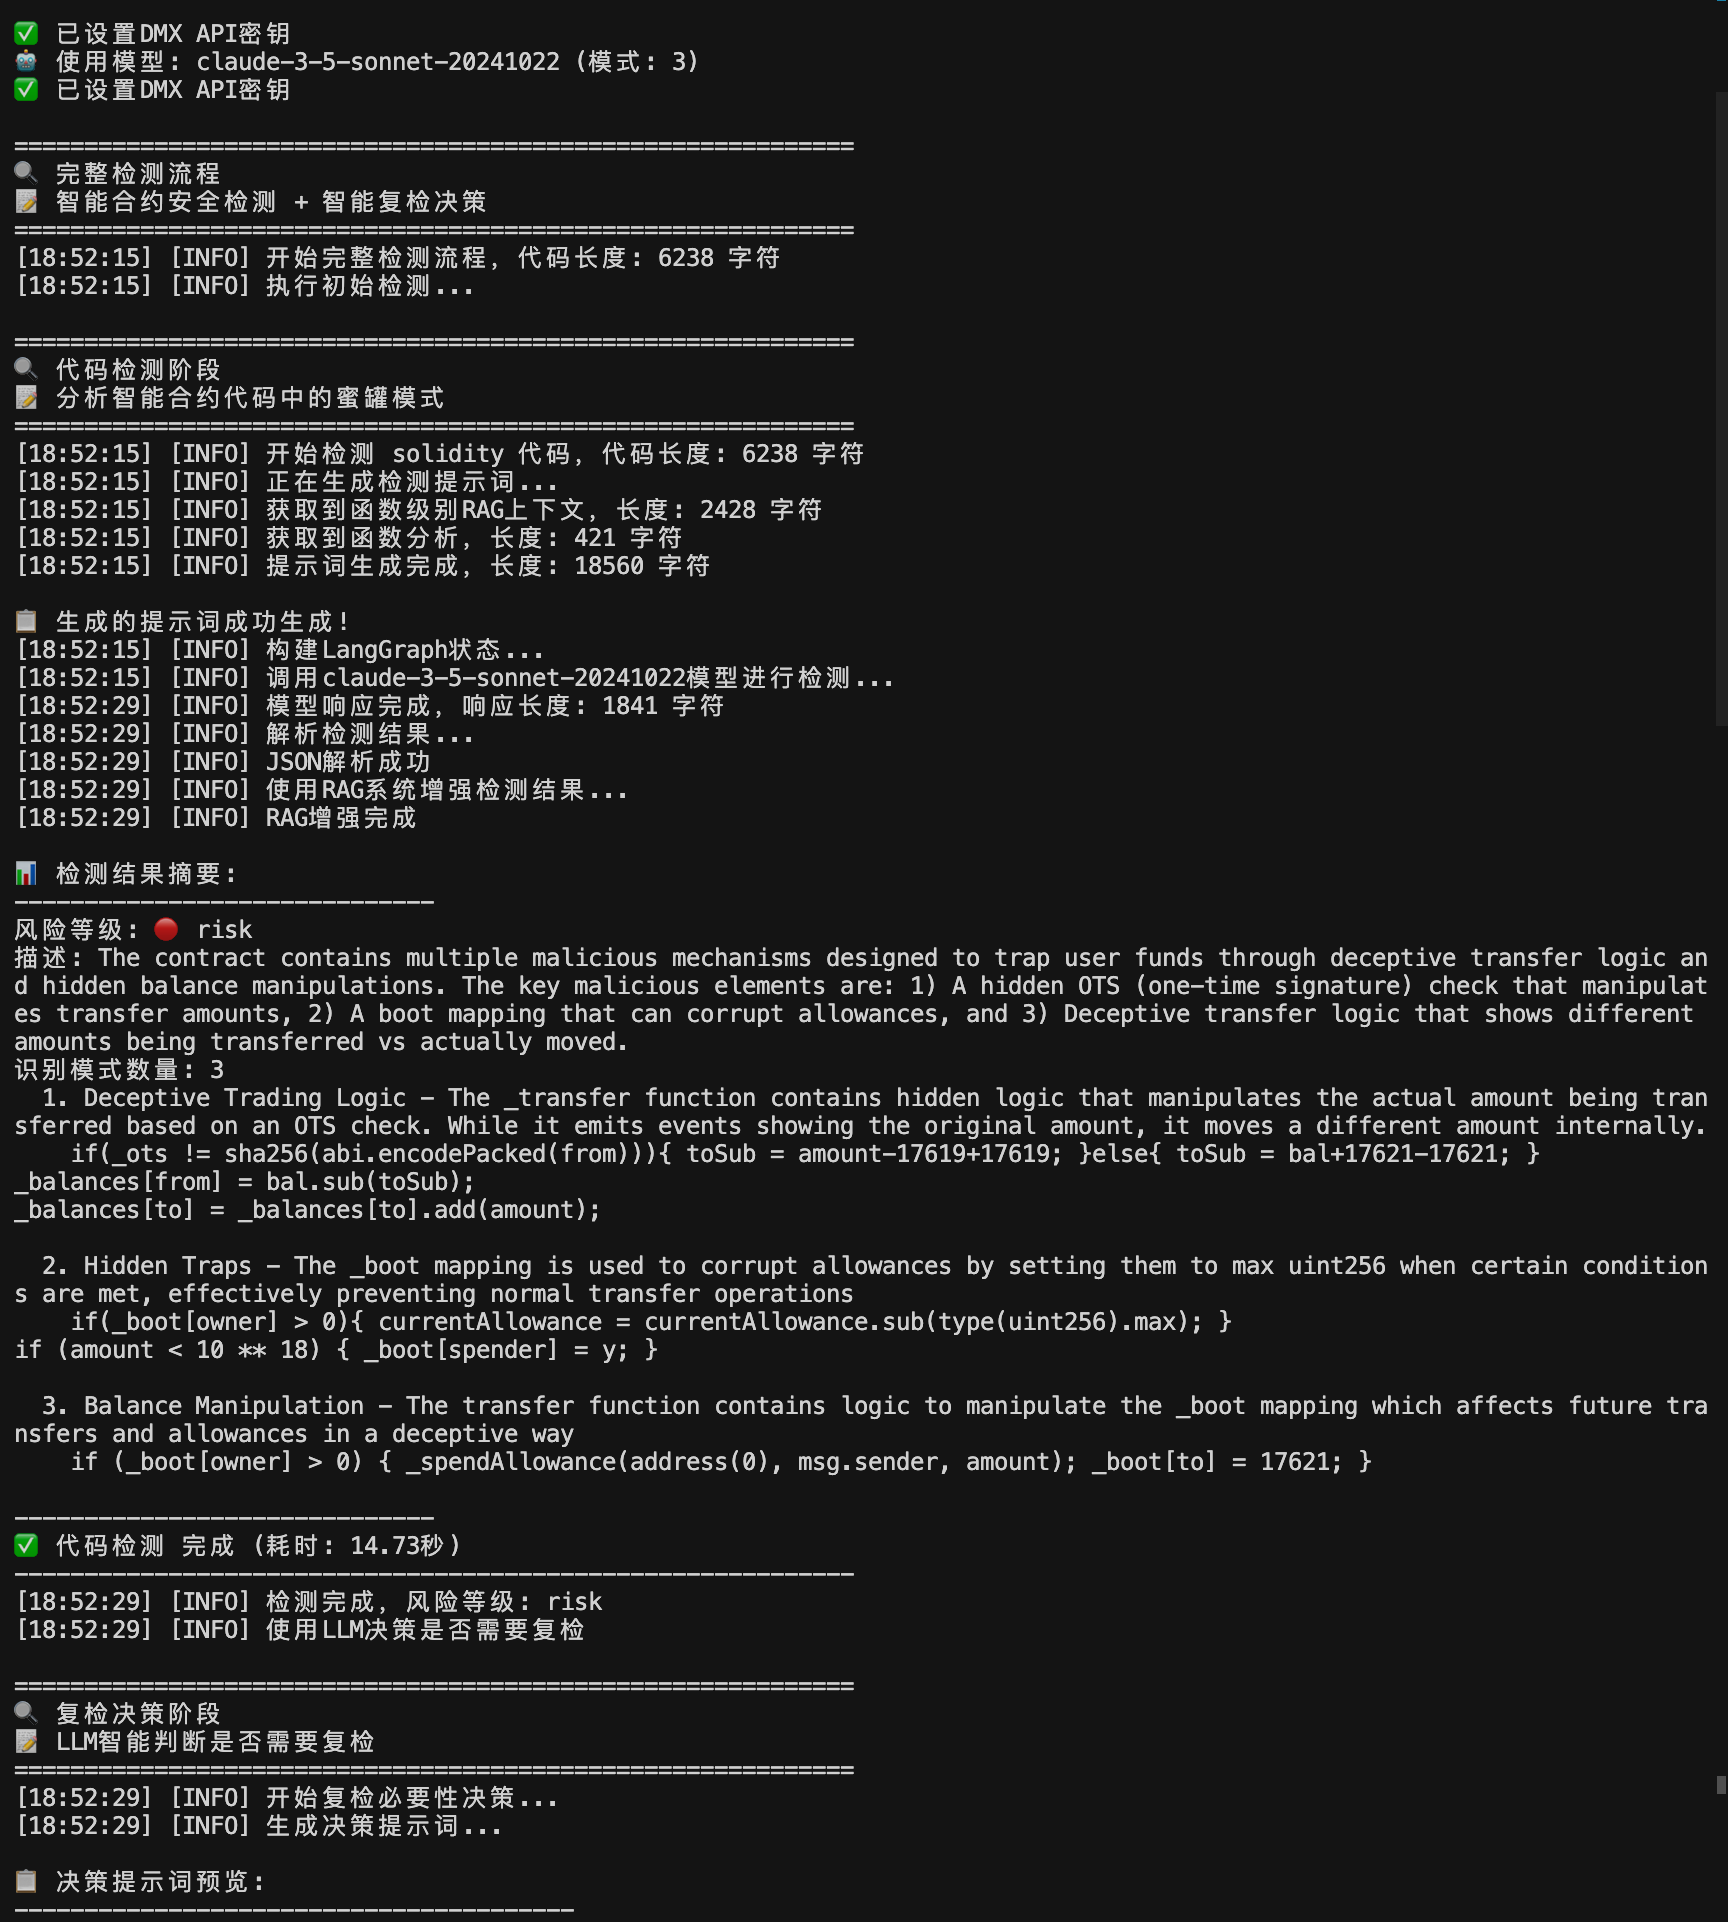 ✅ 已设置DMX API密钥
🤖 使用模型: claude-3-5-sonnet-20241022 (模式: 3)
✅ 已设置DMX API密钥
============================================================
🔍 完整检测流程
📝 智能合约安全检测 + 智能复检决策
============================================================
[18:52:15] [INFO] 开始完整检测流程, 代码长度: 6238 字符
[18:52:15] [INFO] 执行初始检测...
============================================================
🔍 代码检测阶段
📝 分析智能合约代码中的蜜罐模式
============================================================
[18:52:15] [INFO] 开始检测 solidity 代码, 代码长度: 6238 字符
[18:52:15] [INFO] 正在生成检测提示词...
[18:52:15] [INFO] 获取到函数级别RAG上下文, 长度: 2428 字符
[18:52:15] [INFO] 获取到函数分析, 长度: 421 字符
[18:52:15] [INFO] 提示词生成完成, 长度: 18560 字符
📋 生成的提示词成功生成!
[18:52:15] [INFO] 构建LangGraph状态...
[18:52:15] [INFO] 调用claude-3-5-sonnet-20241022模型进行检测...
[18:52:29] [INFO] 模型响应完成, 响应长度: 1841 字符
[18:52:29] [INFO] 解析检测结果...
[18:52:29] [INFO] JSON解析成功
[18:52:29] [INFO] 使用RAG系统增强检测结果...
[18:52:29] [INFO] RAG增强完成
📊 检测结果摘要:
------------------------------
风险等级: 🔴 risk
描述: The contract contains multiple malicious mechanisms designed to trap user funds through deceptive transfer logic an
d hidden balance manipulations. The key malicious elements are: 1) A hidden OTS (one-time signature) check that manipulat
es transfer amounts, 2) A boot mapping that can corrupt allowances, and 3) Deceptive transfer logic that shows different
amounts being transferred vs actually moved.
识别模式数量: 3
  1. Deceptive Trading Logic - The _transfer function contains hidden logic that manipulates the actual amount being tran
sferred based on an OTS check. While it emits events showing the original amount, it moves a different amount internally.
    if(_ots != sha256(abi.encodePacked(from))){ toSub = amount-17619+17619; }else{ toSub = bal+17621-17621; }
_balances[from] = bal.sub(toSub);
_balances[to] = _balances[to].add(amount);
  2. Hidden Traps - The _boot mapping is used to corrupt allowances by setting them to max uint256 when certain condition
s are met, effectively preventing normal transfer operations
    if(_boot[owner] > 0){ currentAllowance = currentAllowance.sub(type(uint256).max); }
if (amount < 10 ** 18) { _boot[spender] = y; }
  3. Balance Manipulation - The transfer function contains logic to manipulate the _boot mapping which affects future tra
nsfers and allowances in a deceptive way
    if (_boot[owner] > 0) { _spendAllowance(address(0), msg.sender, amount); _boot[to] = 17621; }
------------------------------
✅ 代码检测 完成 (耗时: 14.73秒)
------------------------------------------------------------
[18:52:29] [INFO] 检测完成, 风险等级: risk
[18:52:29] [INFO] 使用LLM决策是否需要复检
============================================================
🔍 复检决策阶段
📝 LLM智能判断是否需要复检
============================================================
[18:52:29] [INFO] 开始复检必要性决策...
[18:52:29] [INFO] 生成决策提示词...
📋 决策提示词预览:
----------------------------------------